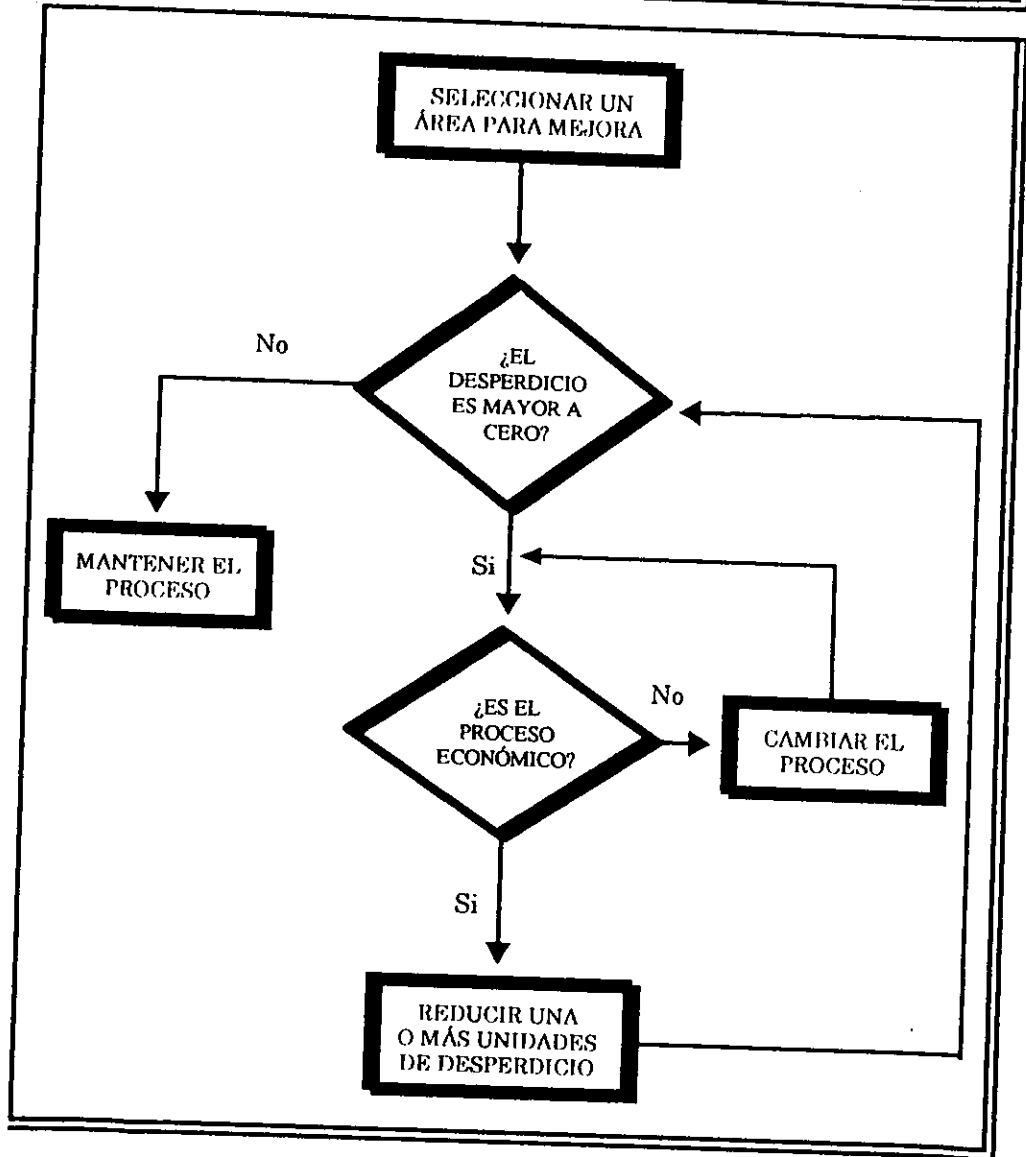 SELECCIONAR UN
ÁREA PARA MEJORA
No
¿EL
DESPERDICIO
ES MAYOR A
CERO?
MANTENER EL
PROCESO
Si
¿ES EL
PROCESO
ECONÓMICO?
No
CAMBIAR EL
PROCESO
Si
REDUCIR UNA
O MÁS UNIDADES
DE DESPERDICIO